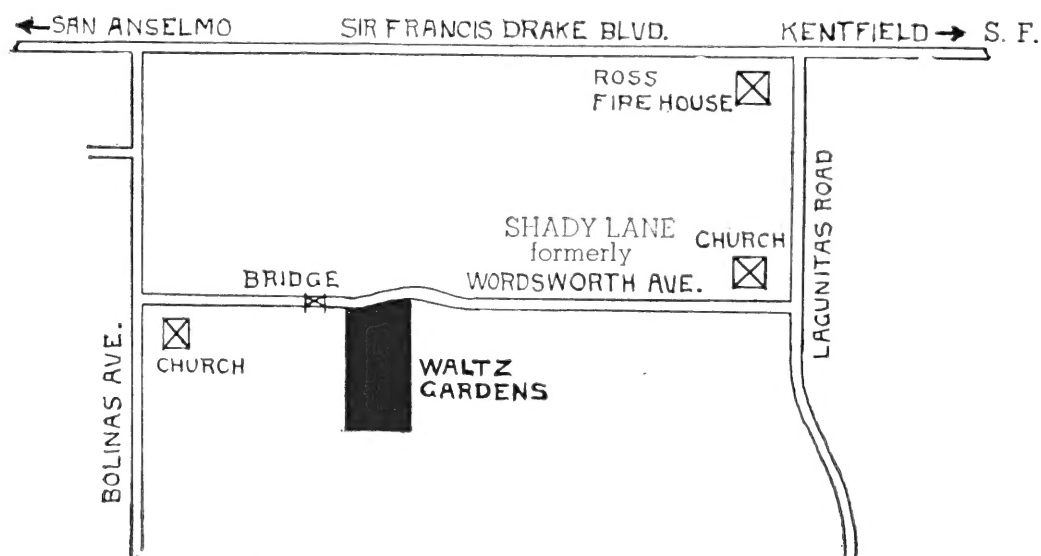 SAN ANSELMO
SIR FRANCIS DRAKE BLVD.
KENTFIELD
S. F.
ROSS
FIRE HOUSE
LAGUNITAS ROAD
SHADY LANE
formerly
WORDSWORTH AVE.
CHURCH
BRIDGE
BOLINAS AVE.
CHURCH
WALTZ
GARDENS